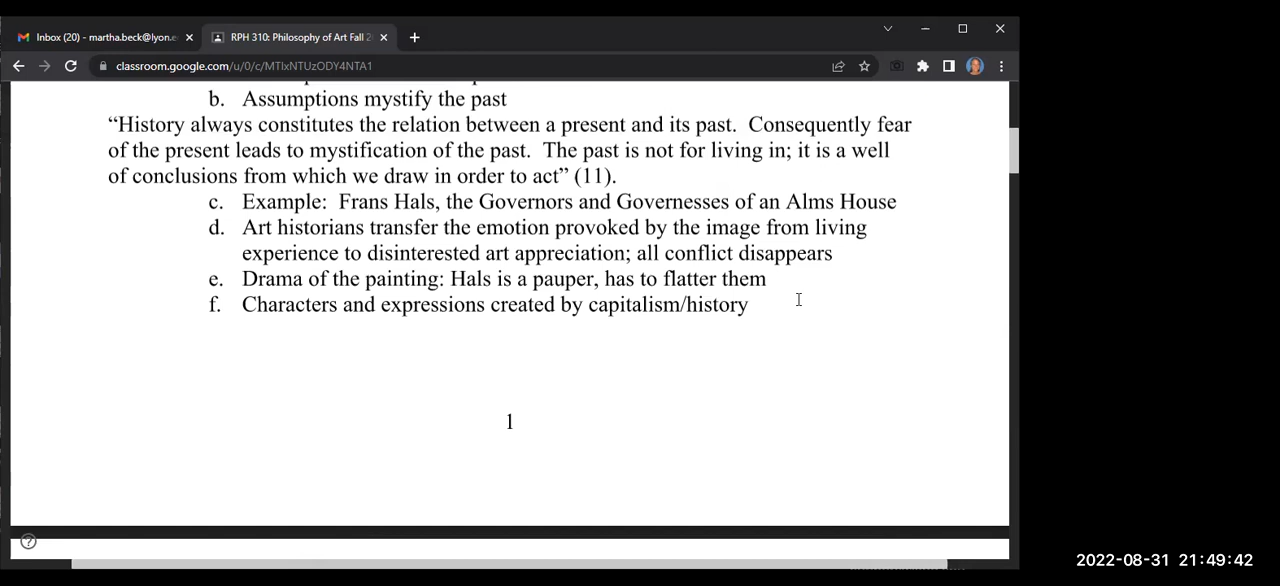 Inbox (20) - martha.beck@lyon.e
RPH 310: Philosophy of Art Fall 2
classroom.google.com/u/0/c/MTIxNTUzODY4NTA1
b. Assumptions mystify the past
“History always constitutes the relation between a present and its past. Consequently fear
of the present leads to mystification of the past. The past is not for living in; it is a well
of conclusions from which we draw in order to act” (11).
c. Example: Frans Hals, the Governors and Governesses of an Alms House
d. Art historians transfer the emotion provoked by the image from living
experience to disinterested art appreciation; all conflict disappears
e. Drama of the painting: Hals is a pauper, has to flatter them
f. Characters and expressions created by capitalism/history
1
2022-08-31 21:49:42